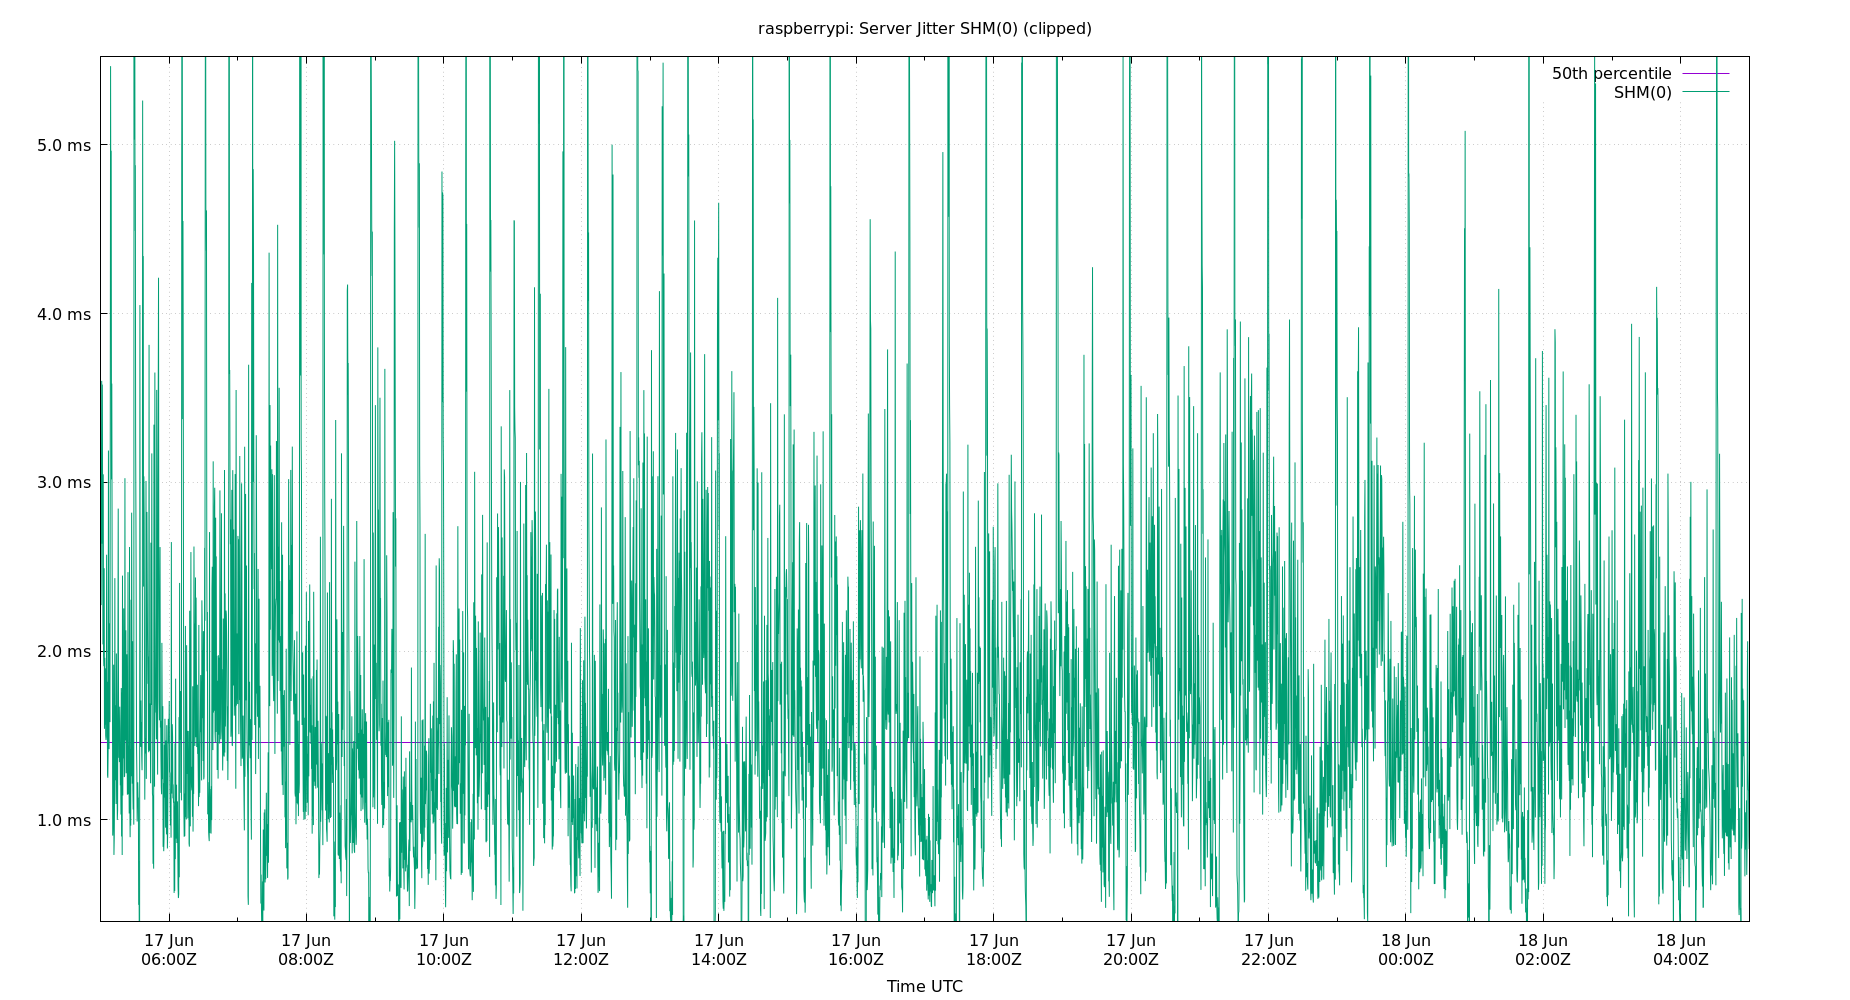 raspberrypi: Server Jitter SHM(0) (clipped)
50th percentile
SHM(0)
5.0 ms
4.0 ms
3.0 ms
2.0 ms
1.0 ms
17 Jun 17 Jun 17 Jun 17 Jun 17 Jun 17 Jun 17 Jun 17 Jun 17 Jun 18 Jun 18 Jun 18 Jun
06:00Z 08:00Z 10:00Z 12:00Z 14:00Z 16:00Z 18:00Z 20:00Z 22:00Z 00:00Z 02:00Z 04:00Z
Time UTC